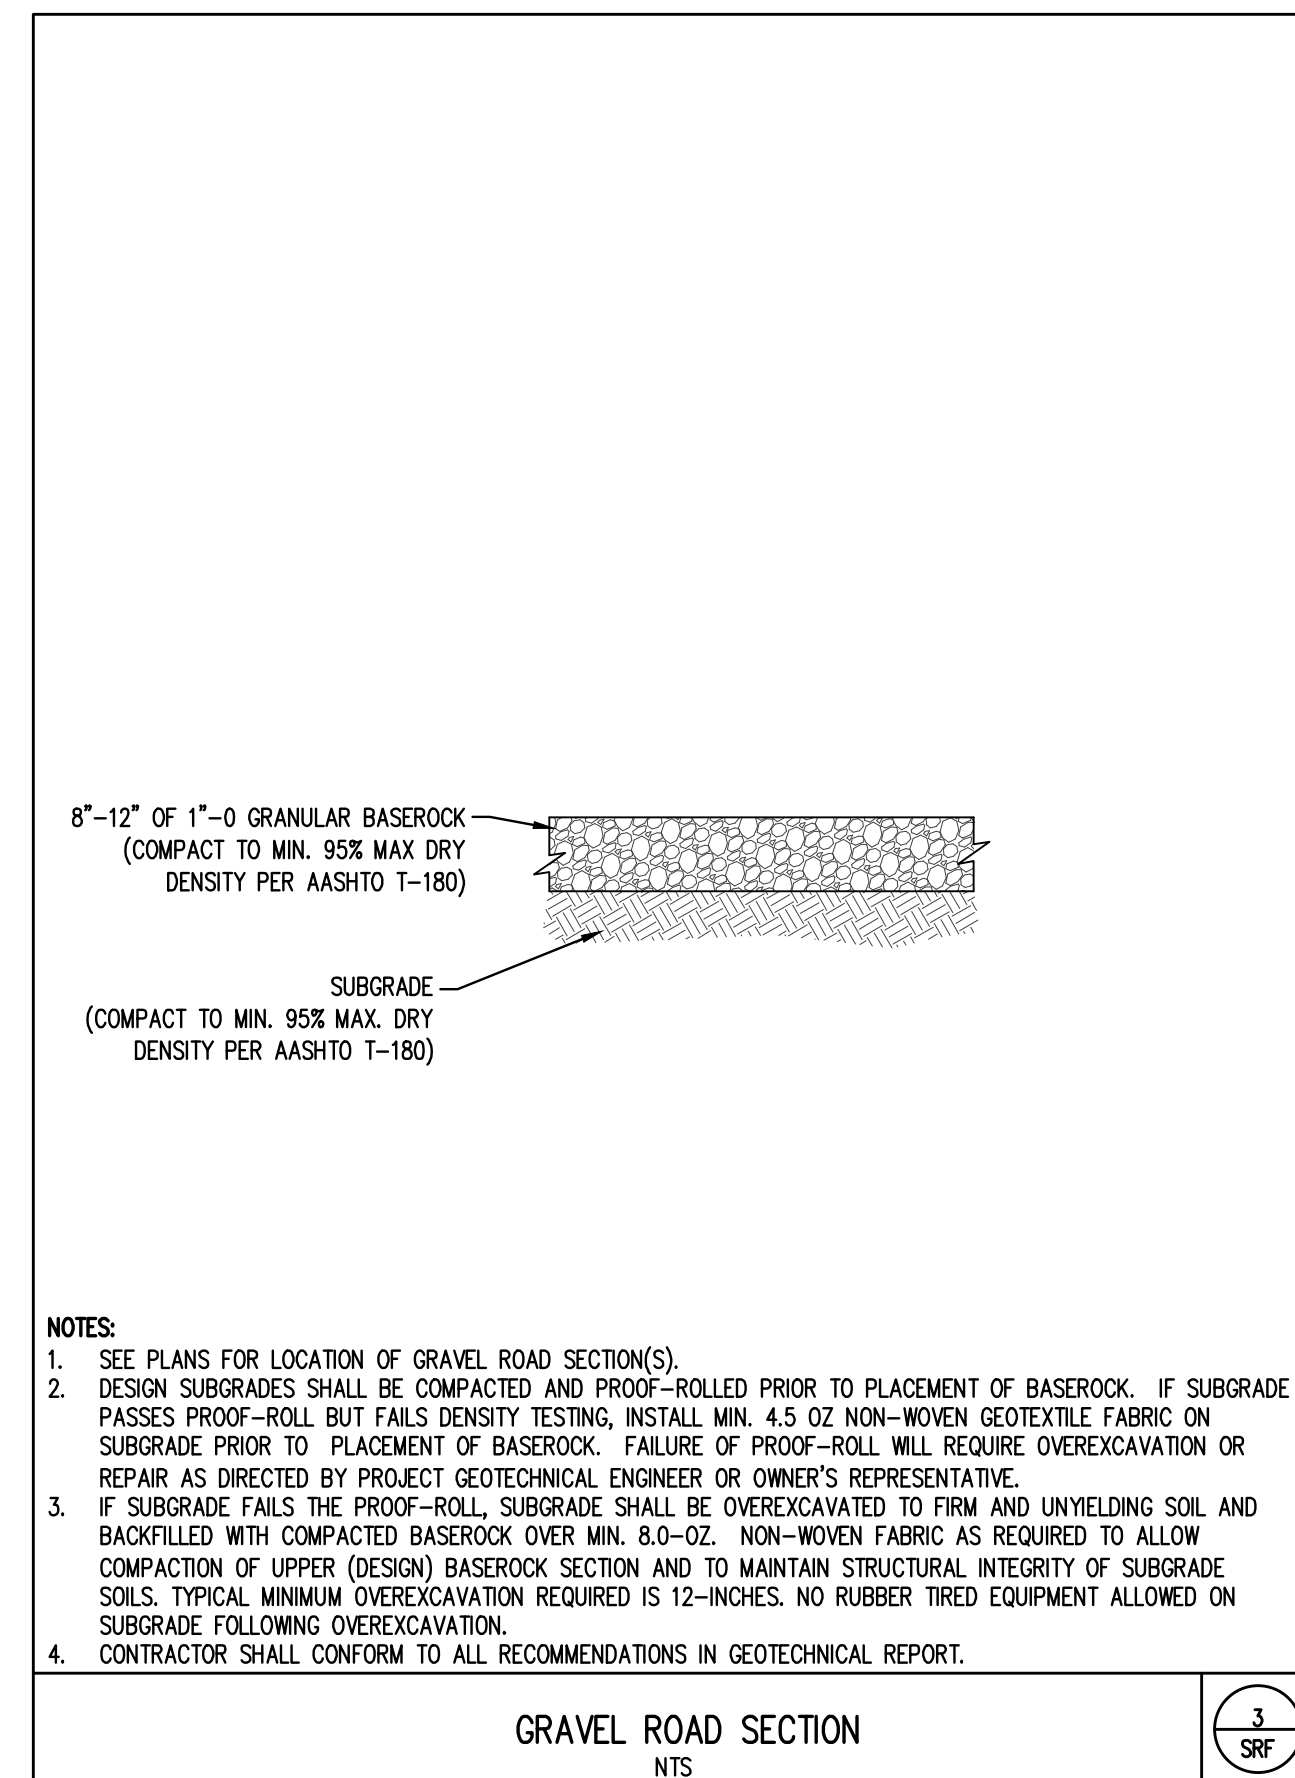 8"-12" OF 1"-0 GRANULAR BASEROCK
(COMPACT TO MIN. 95% MAX DRY
DENSITY PER AASHTO T-180)
SUBGRADE
(COMPACT TO MIN. 95% MAX. DRY
DENSITY PER AASHTO T-180)
NOTES:
1. SEE PLANS FOR LOCATION OF GRAVEL ROAD SECTION(S).
2. DESIGN SUBGRADES SHALL BE COMPACTED AND PROOF-ROLLED PRIOR TO PLACEMENT OF BASEROCK. IF SUBGRADE
PASSES PROOF-ROLL BUT FAILS DENSITY TESTING, INSTALL MIN. 4.5 OZ NON-WOVEN GEOTEXTILE FABRIC ON
SUBGRADE PRIOR TO PLACEMENT OF BASEROCK. FAILURE OF PROOF-ROLL WILL REQUIRE OVEREXCAVATION OR
REPAIR AS DIRECTED BY PROJECT GEOTECHNICAL ENGINEER OR OWNER'S REPRESENTATIVE.
3. IF SUBGRADE FAILS THE PROOF-ROLL, SUBGRADE SHALL BE OVEREXCAVATED TO FIRM AND UNYIELDING SOIL AND
BACKFILLED WITH COMPACTED BASEROCK OVER MIN. 8.0-OZ. NON-WOVEN FABRIC AS REQUIRED TO ALLOW
COMPACTION OF UPPER (DESIGN) BASEROCK SECTION AND TO MAINTAIN STRUCTURAL INTEGRITY OF SUBGRADE
SOILS. TYPICAL MINIMUM OVEREXCAVATION REQUIRED IS 12-INCHES. NO RUBBER TIRED EQUIPMENT ALLOWED ON
SUBGRADE FOLLOWING OVEREXCAVATION.
4. CONTRACTOR SHALL CONFORM TO ALL RECOMMENDATIONS IN GEOTECHNICAL REPORT.
GRAVEL ROAD SECTION
NTS
3
SRF